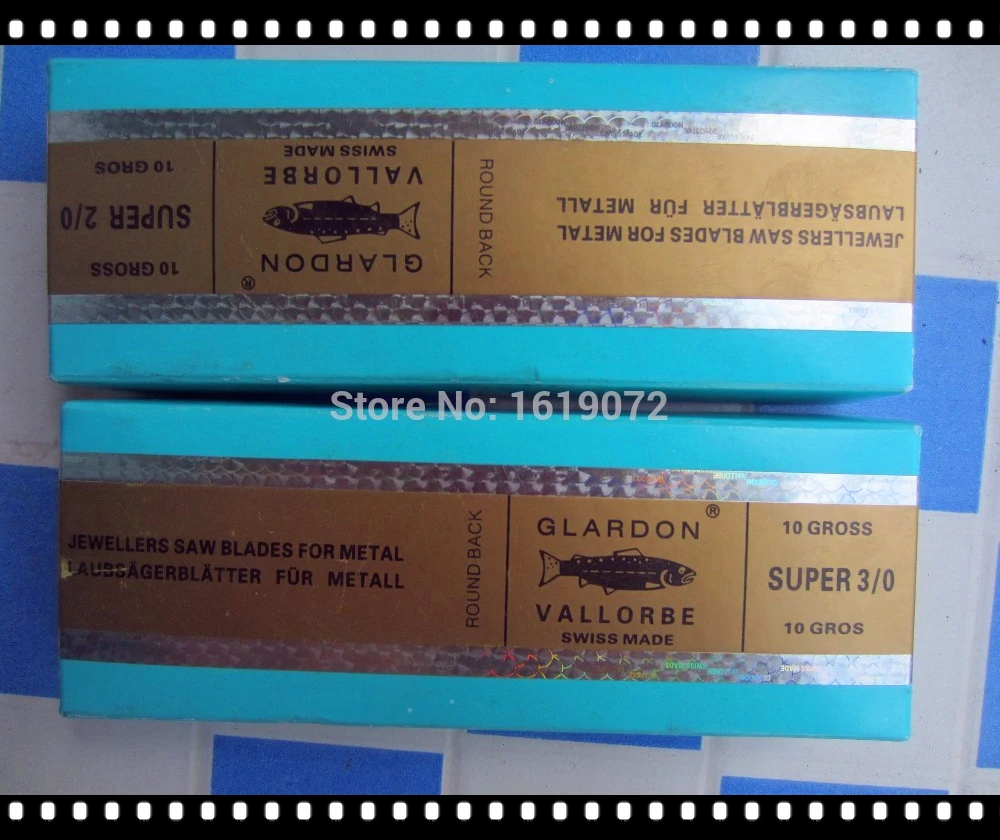 10 GROSS
SUPER 2/0
10 GROS
GLARDON
®
VALLORBE
SWISS MADE
ROUND BACK
JEWELLERS SAW BLADES FOR METAL
LAUBSÄGERBLÄTTER FÜR METALL
Store No: 1619072
JEWELLERS SAW BLADES FOR METAL
LAUBSÄGERBLÄTTER FÜR METALL
ROUND BACK
GLARDON ®
VALLORBE
SWISS MADE
10 GROSS
SUPER 3/0
10 GROS